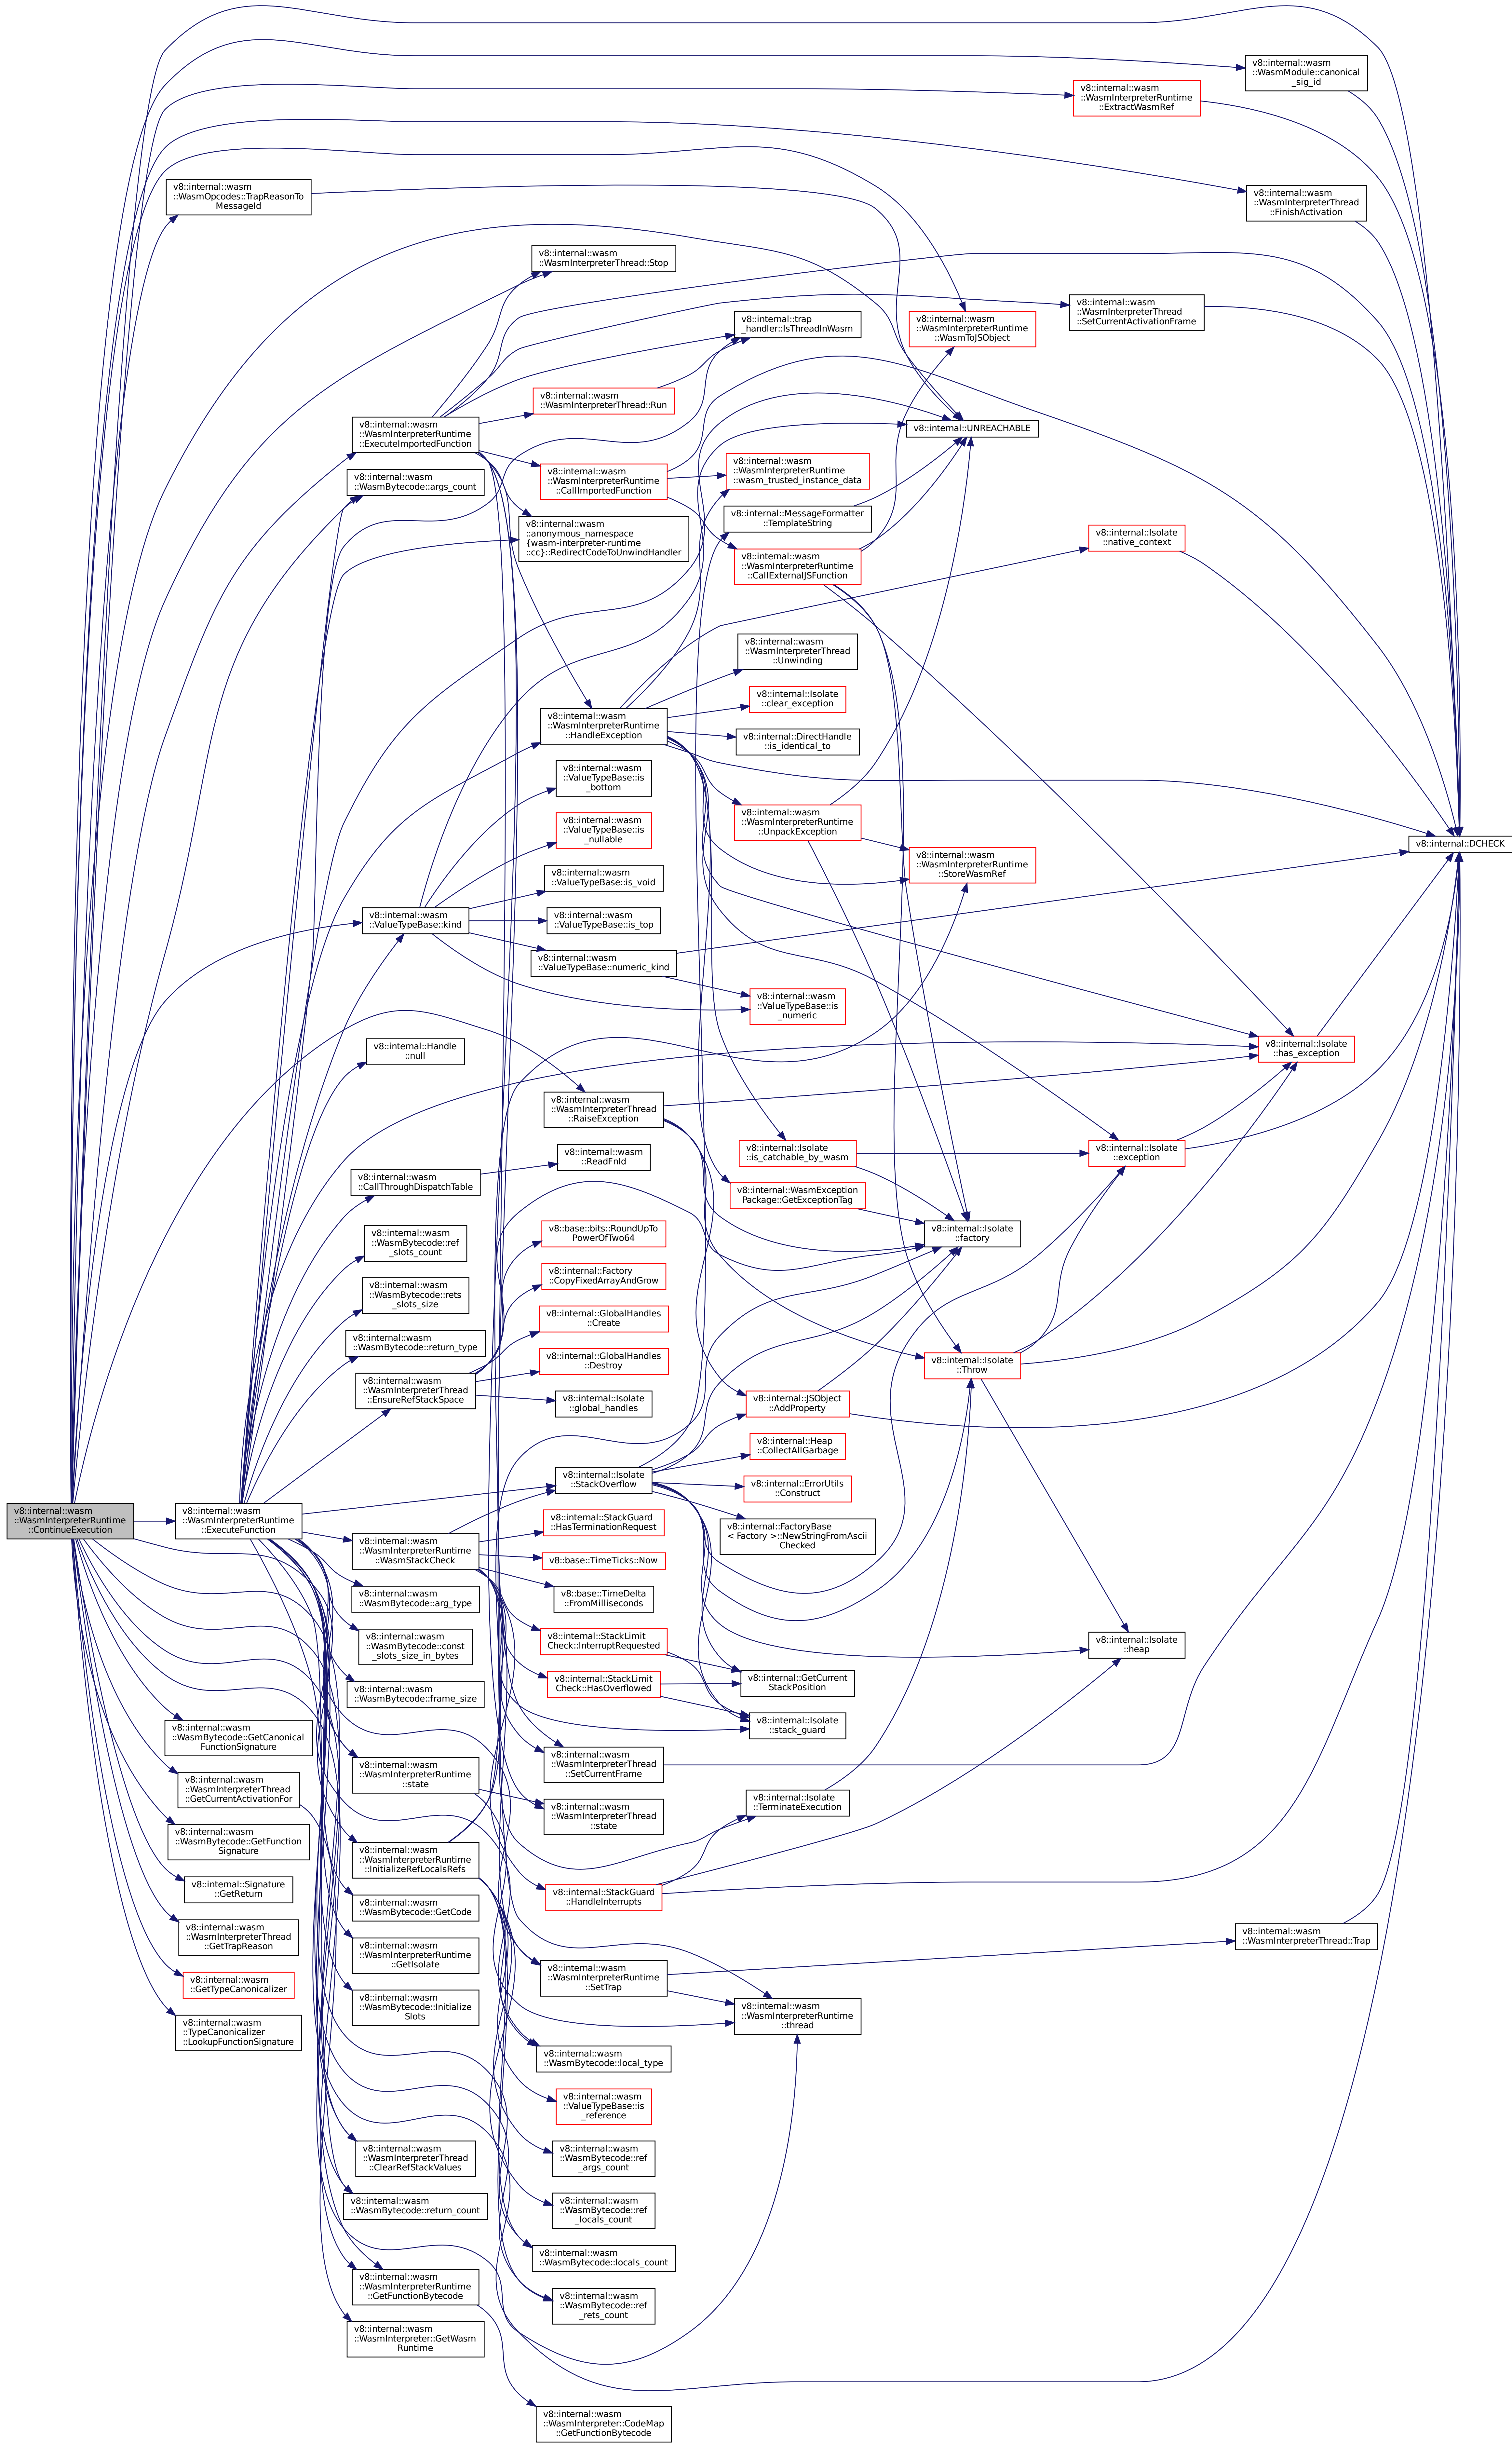 v8::internal::wasm
::WasmModule::canonical
_sig_id
v8::internal::wasm
::WasmInterpreterRuntime
::ExtractWasmRef
v8::internal::wasm
::WasmOpcodes::TrapReasonTo
MessageId
v8::internal::wasm
::WasmInterpreterThread
::FinishActivation
v8::internal::wasm
::WasmInterpreterThread::Stop
v8::internal::wasm
::WasmInterpreterThread
::SetCurrentActivationFrame
v8::internal::trap
_handler::IsThreadInWasm
v8::internal::wasm
::WasmInterpreterRuntime
::WasmToJSObject
v8::internal::wasm
::WasmInterpreterThread::Run
v8::internal::wasm
::WasmInterpreterRuntime
::ExecuteImportedFunction
v8::internal::UNREACHABLE
v8::internal::wasm
::WasmBytecode::args_count
v8::internal::wasm
::WasmInterpreterRuntime
::CallImportedFunction
v8::internal::wasm
::WasmInterpreterRuntime
::wasm_trusted_instance_data
v8::internal::MessageFormatter
::TemplateString
v8::internal::wasm
::anonymous_namespace
{wasm-interpreter-runtime
::cc}::RedirectCodeToUnwindHandler
v8::internal::Isolate
::native_context
v8::internal::wasm
::WasmInterpreterRuntime
::CallExternalJSFunction
v8::internal::wasm
::WasmInterpreterThread
::Unwinding
v8::internal::Isolate
::clear_exception
v8::internal::wasm
::WasmInterpreterRuntime
::HandleException
v8::internal::DirectHandle
::is_identical_to
v8::internal::wasm
::ValueTypeBase::is
_bottom
v8::internal::wasm
::WasmInterpreterRuntime
::UnpackException
v8::internal::wasm
::ValueTypeBase::is
_nullable
v8::internal::DCHECK
v8::internal::wasm
::WasmInterpreterRuntime
::StoreWasmRef
v8::internal::wasm
::ValueTypeBase::is_void
v8::internal::wasm
::ValueTypeBase::kind
v8::internal::wasm
::ValueTypeBase::is_top
v8::internal::wasm
::ValueTypeBase::numeric_kind
v8::internal::wasm
::ValueTypeBase::is
_numeric
v8::internal::Handle
::null
v8::internal::Isolate
::has_exception
v8::internal::wasm
::WasmInterpreterThread
::RaiseException
v8::internal::wasm
::ReadFnId
v8::internal::Isolate
::is_catchable_by_wasm
v8::internal::Isolate
::exception
v8::internal::wasm
::CallThroughDispatchTable
v8::internal::WasmException
Package::GetExceptionTag
v8::internal::Isolate
::factory
v8::internal::wasm
::WasmBytecode::ref
_slots_count
v8::base::bits::RoundUpTo
PowerOfTwo64
v8::internal::Factory
::CopyFixedArrayAndGrow
v8::internal::wasm
::WasmBytecode::rets
_slots_size
v8::internal::GlobalHandles
::Create
v8::internal::wasm
::WasmBytecode::return_type
v8::internal::GlobalHandles
::Destroy
v8::internal::Isolate
::Throw
v8::internal::wasm
::WasmInterpreterThread
::EnsureRefStackSpace
v8::internal::Isolate
::global_handles
v8::internal::JSObject
::AddProperty
v8::internal::Heap
::CollectAllGarbage
v8::internal::Isolate
::StackOverflow
v8::internal::ErrorUtils
::Construct
v8::internal::wasm
::WasmInterpreterRuntime
::ContinueExecution
v8::internal::wasm
::WasmInterpreterRuntime
::ExecuteFunction
v8::internal::StackGuard
::HasTerminationRequest
v8::internal::FactoryBase
< Factory >::NewStringFromAscii
Checked
v8::internal::wasm
::WasmInterpreterRuntime
::WasmStackCheck
v8::base::TimeTicks::Now
v8::internal::wasm
::WasmBytecode::arg_type
v8::base::TimeDelta
::FromMilliseconds
v8::internal::wasm
::WasmBytecode::const
_slots_size_in_bytes
v8::internal::StackLimit
Check::InterruptRequested
v8::internal::Isolate
::heap
v8::internal::StackLimit
Check::HasOverflowed
v8::internal::GetCurrent
StackPosition
v8::internal::wasm
::WasmBytecode::frame_size
v8::internal::Isolate
::stack_guard
v8::internal::wasm
::WasmBytecode::GetCanonical
FunctionSignature
v8::internal::wasm
::WasmInterpreterThread
::SetCurrentFrame
v8::internal::wasm
::WasmInterpreterRuntime
::state
v8::internal::wasm
::WasmInterpreterThread
::GetCurrentActivationFor
v8::internal::Isolate
::TerminateExecution
v8::internal::wasm
::WasmInterpreterThread
::state
v8::internal::wasm
::WasmBytecode::GetFunction
Signature
v8::internal::wasm
::WasmInterpreterRuntime
::InitializeRefLocalsRefs
v8::internal::Signature
::GetReturn
v8::internal::StackGuard
::HandleInterrupts
v8::internal::wasm
::WasmBytecode::GetCode
v8::internal::wasm
::WasmInterpreterThread
::GetTrapReason
v8::internal::wasm
::WasmInterpreterThread::Trap
v8::internal::wasm
::WasmInterpreterRuntime
::GetIsolate
v8::internal::wasm
::GetTypeCanonicalizer
v8::internal::wasm
::WasmInterpreterRuntime
::SetTrap
v8::internal::wasm
::WasmBytecode::Initialize
Slots
v8::internal::wasm
::WasmInterpreterRuntime
::thread
v8::internal::wasm
::TypeCanonicalizer
::LookupFunctionSignature
v8::internal::wasm
::WasmBytecode::local_type
v8::internal::wasm
::ValueTypeBase::is
_reference
v8::internal::wasm
::WasmInterpreterThread
::ClearRefStackValues
v8::internal::wasm
::WasmBytecode::ref
_args_count
v8::internal::wasm
::WasmBytecode::return_count
v8::internal::wasm
::WasmBytecode::ref
_locals_count
v8::internal::wasm
::WasmBytecode::locals_count
v8::internal::wasm
::WasmInterpreterRuntime
::GetFunctionBytecode
v8::internal::wasm
::WasmBytecode::ref
_rets_count
v8::internal::wasm
::WasmInterpreter::GetWasm
Runtime
v8::internal::wasm
::WasmInterpreter::CodeMap
::GetFunctionBytecode